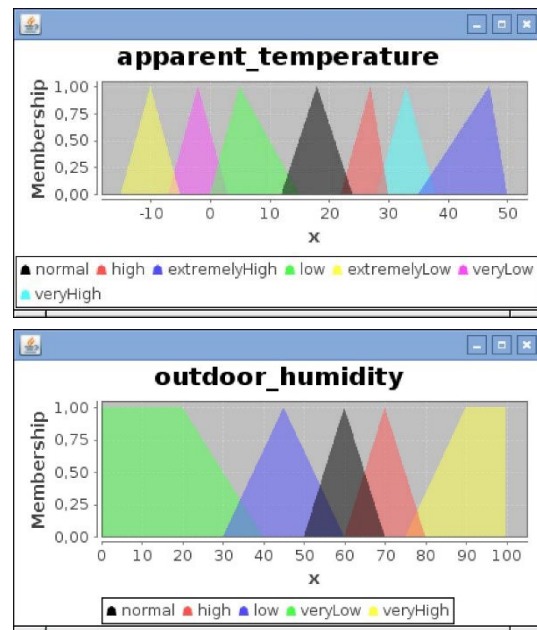 apparent_temperature
1,00
0,75
0,50
0,25
0,00
Membership
-10 0 10 20 30 40 50
x
normal high extremelyHigh low extremelyLow veryLow
veryHigh
outdoor_humidity
1,00
0,75
0,50
0,25
0,00
Membership
0 10 20 30 40 50 60 70 80 90 100
x
normal high low veryLow veryHigh